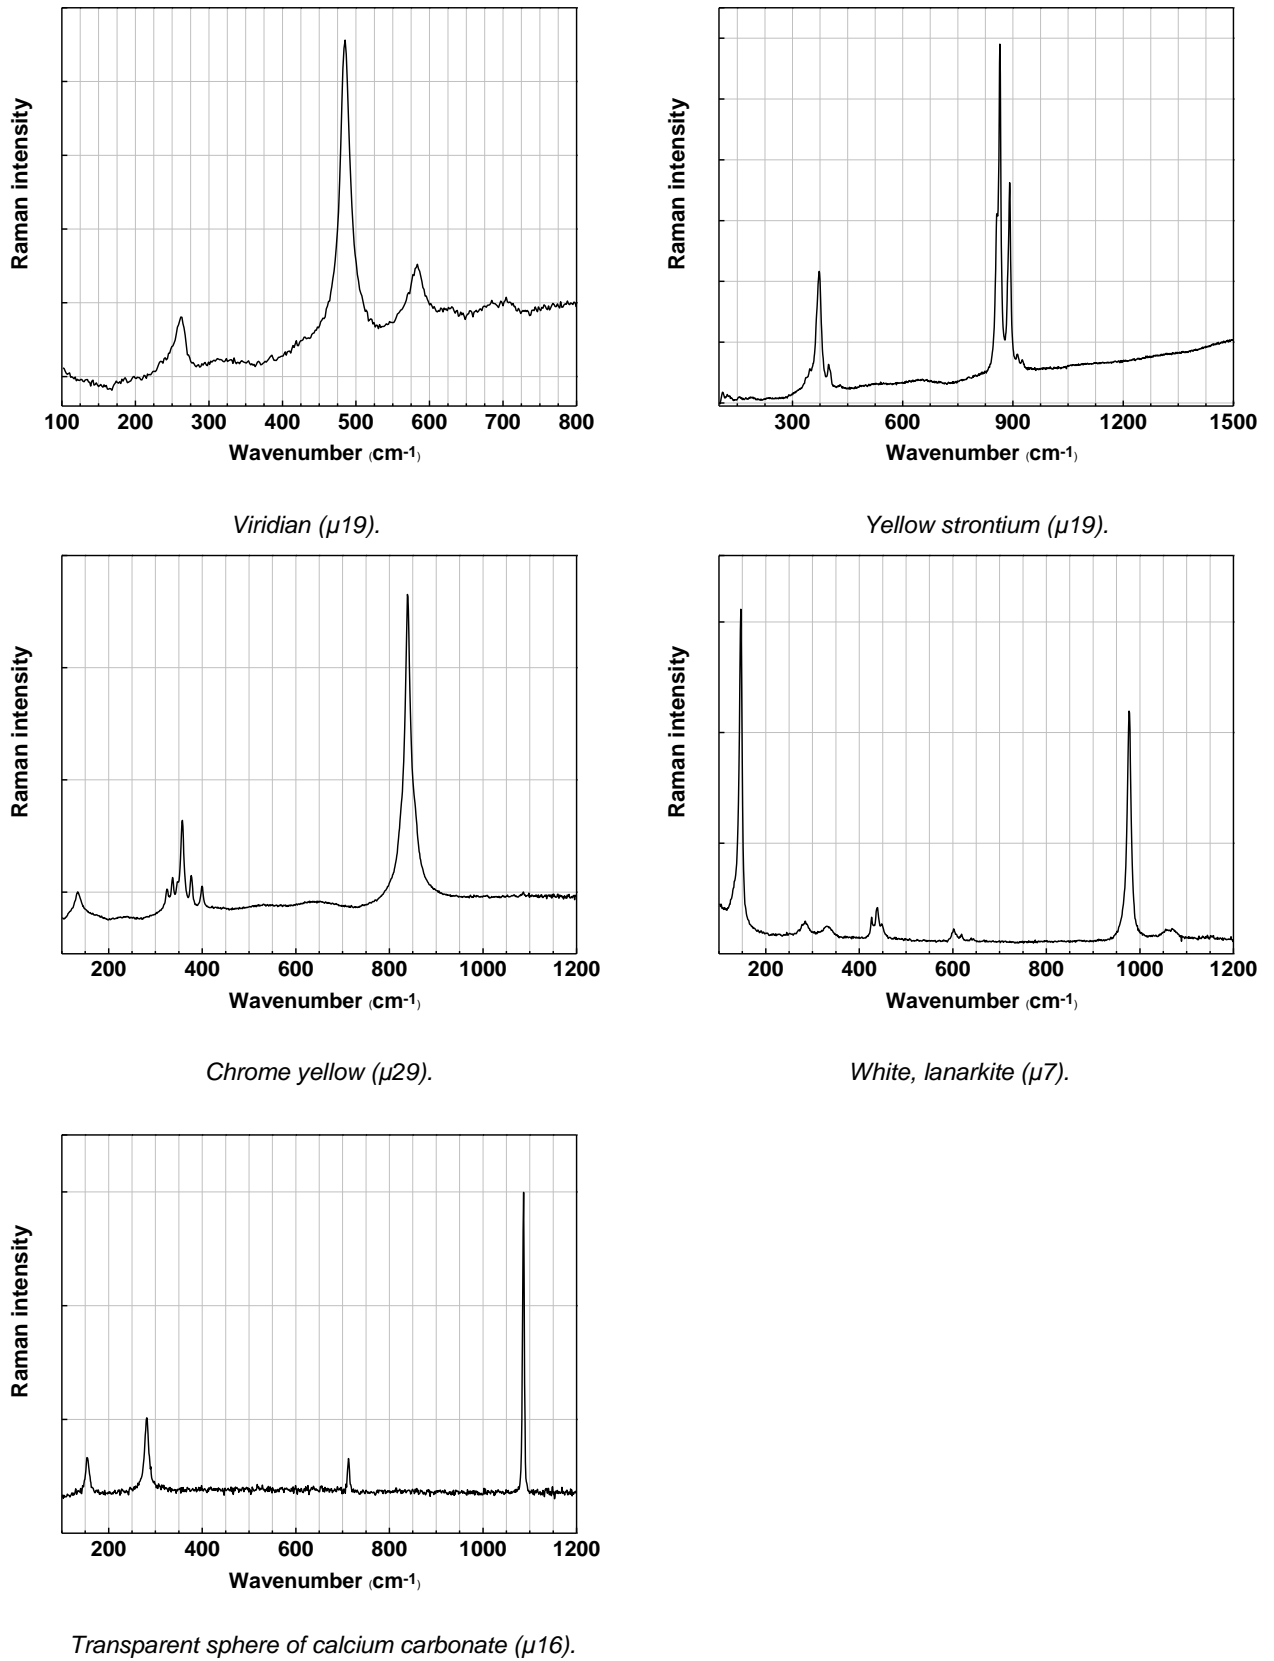 Raman intensity
100 200 300 400 500 600 700 800
Wavenumber (cm-1)
Viridian (µ19).
Raman intensity
300 600 900 1200 1500
Wavenumber (cm-1)
Yellow strontium (µ19).
Raman intensity
200 400 600 800 1000 1200
Wavenumber (cm-1)
Chrome yellow (µ29).
Raman intensity
200 400 600 800 1000 1200
Wavenumber (cm-1)
White, lanarkite (µ7).
Raman intensity
200 400 600 800 1000 1200
Wavenumber (cm-1)
Transparent sphere of calcium carbonate (µ16).